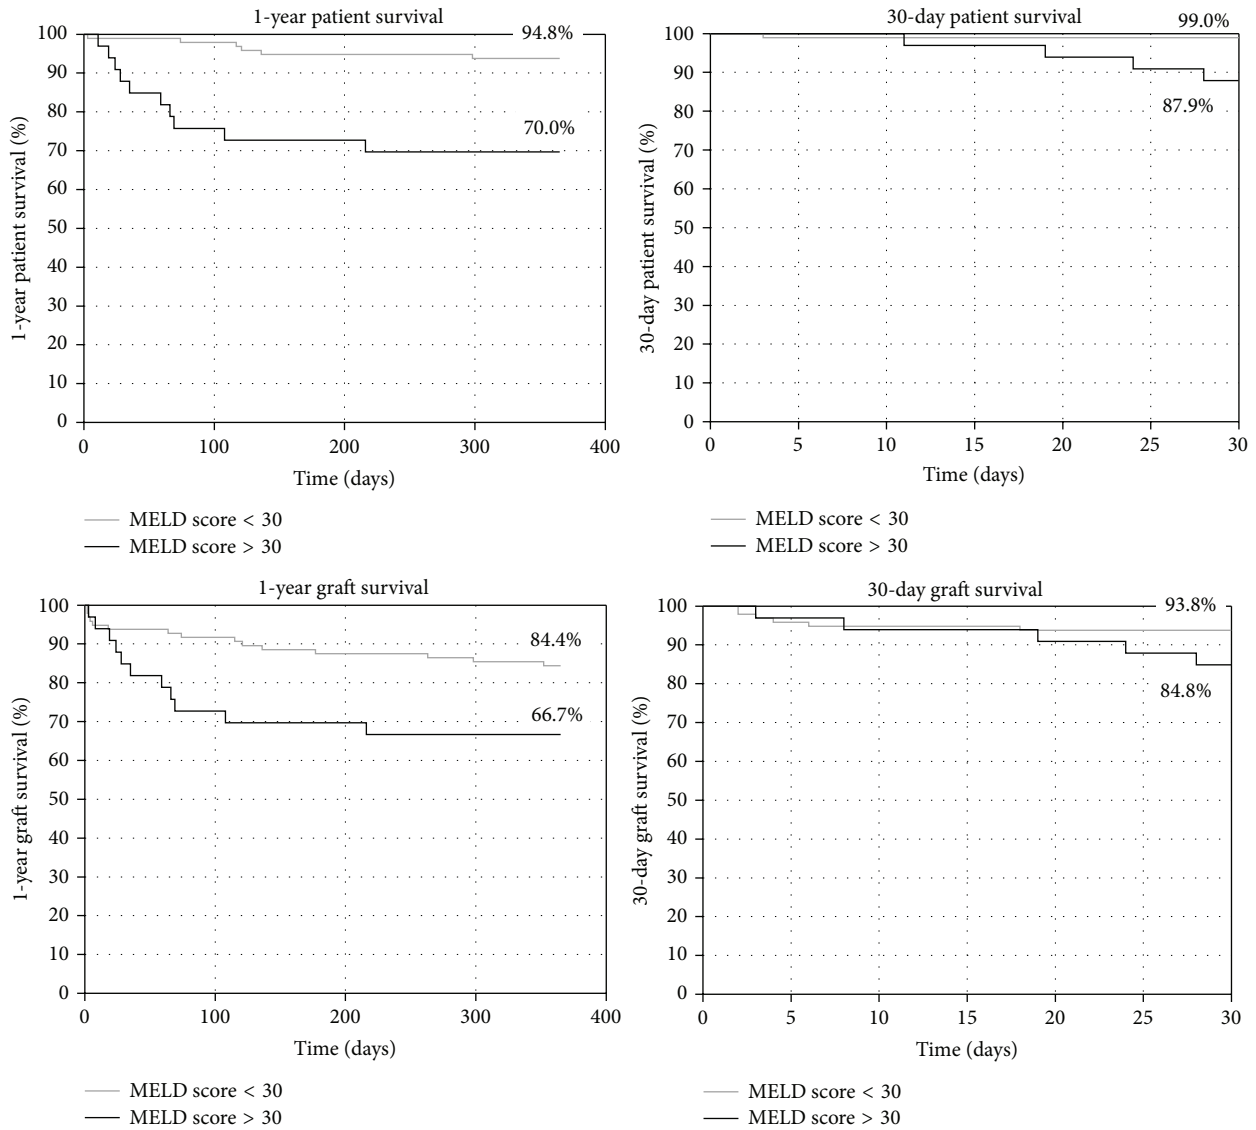 1-year patient survival
100
90
80
70
60
50
40
30
20
10
0
1-year patient survival (%)
94.8%
70.0%
0 100 200 300 400
Time (days)
MELD score < 30
MELD score > 30
30-day patient survival
100
90
80
70
60
50
40
30
20
10
0
30-day patient survival (%)
99.0%
87.9%
0 5 10 15 20 25 30
Time (days)
MELD score < 30
MELD score > 30
1-year graft survival
100
90
80
70
60
50
40
30
20
10
0
1-year graft survival (%)
84.4%
66.7%
0 100 200 300 400
Time (days)
MELD score < 30
MELD score > 30
30-day graft survival
100
90
80
70
60
50
40
30
20
10
0
30-day graft survival (%)
93.8%
84.8%
0 5 10 15 20 25 30
Time (days)
MELD score < 30
MELD score > 30